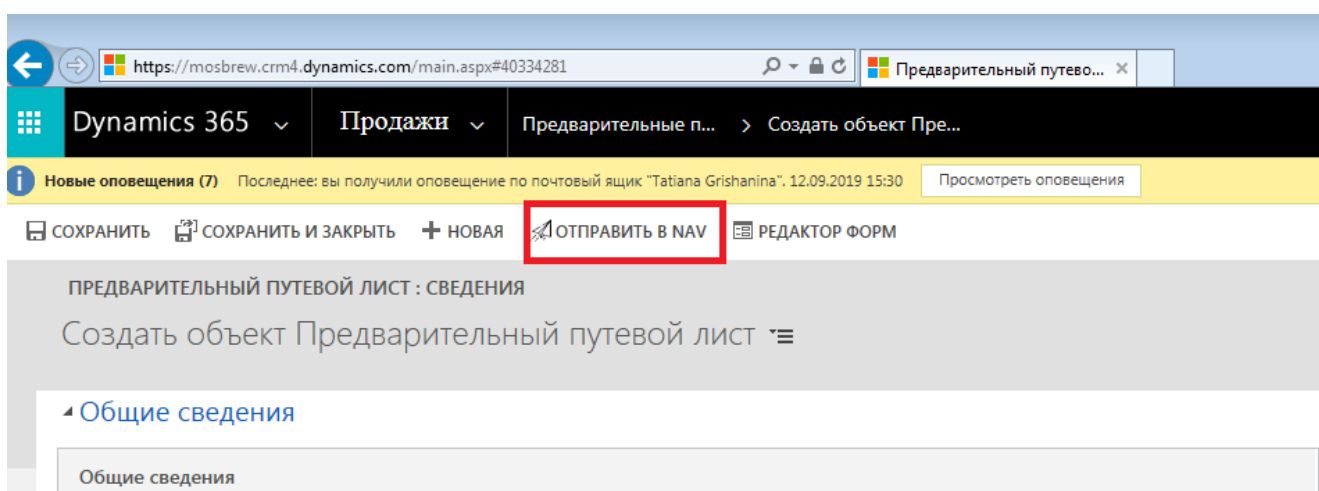 https://mosbrew.crm4.dynamics.com/main.aspx#40334281 Предварительный путево...
Dynamics 365 Продажи Предварительные п... > Создать объект Пре...
Новые оповещения (7) Последнее: вы получили оповещение по почтовый ящик "Tatiana Grishanina". 12.09.2019 15:30 Просмотреть оповещения
СОХРАНИТЬ СОХРАНИТЬ И ЗАКРЫТЬ + НОВАЯ ОТПРАВИТЬ В NAV РЕДАКТОР ФОРМ
ПРЕДВАРИТЕЛЬНЫЙ ПУТЕВОЙ ЛИСТ : СВЕДЕНИЯ
Создать объект Предварительный путевой лист
Общие сведения
Общие сведения